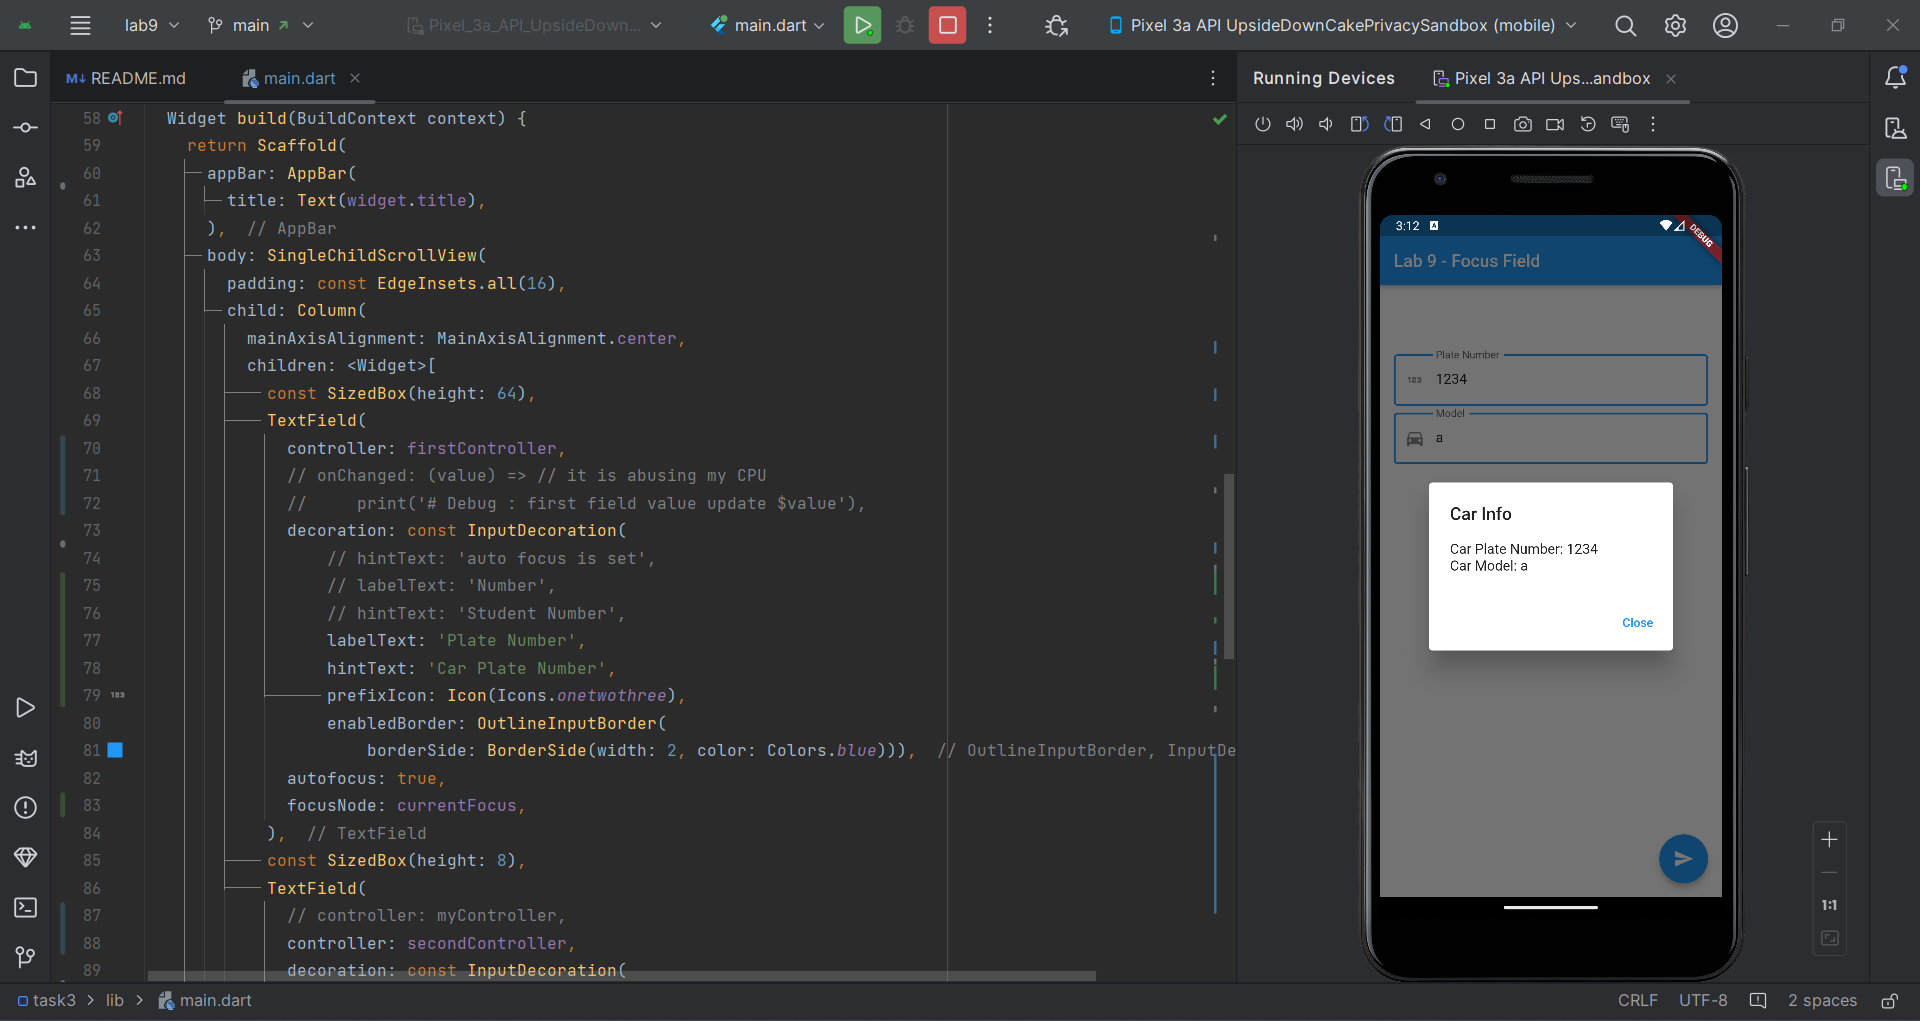 lab9
main
Pixel_3a_API_UpsideDown...
main.dart
Pixel 3a API UpsideDownCakePrivacySandbox (mobile)
M↓ README.md
main.dart
Running Devices
Pixel 3a API Ups...andbox
58 Widget build(BuildContext context) {
59 return Scaffold(
60 appBar: AppBar(
61 title: Text(widget.title),
62 ), // AppBar
63 body: SingleChildScrollView(
64 padding: const EdgeInsets.all(16),
65 child: Column(
66 mainAxisAlignment: MainAxisAlignment.center,
67 children: <Widget>[
68 const SizedBox(height: 64),
69 TextField(
70 controller: firstController,
71 // onChanged: (value) => // it is abusing my CPU
72 //     print('# Debug : first field value update $value'),
73 decoration: const InputDecoration(
74 // hintText: 'auto focus is set',
75 // labelText: 'Number',
76 // hintText: 'Student Number',
77 labelText: 'Plate Number',
78 hintText: 'Car Plate Number',
79 123 prefixIcon: Icon(Icons.onetwothree),
80 enabledBorder: OutlineInputBorder(
81 borderSide: BorderSide(width: 2, color: Colors.blue))), // OutlineInputBorder, InputDe
82 autofocus: true,
83 focusNode: currentFocus,
84 ), // TextField
85 const SizedBox(height: 8),
86 TextField(
87 // controller: myController,
88 controller: secondController,
89 decoration: const InputDecoration(
3:12
DEBUG
Lab 9 - Focus Field
Plate Number
123 1234
Model
a
Car Info
Car Plate Number: 1234
Car Model: a
Close
1:1
task3 > lib > main.dart
CRLF
UTF-8
2 spaces